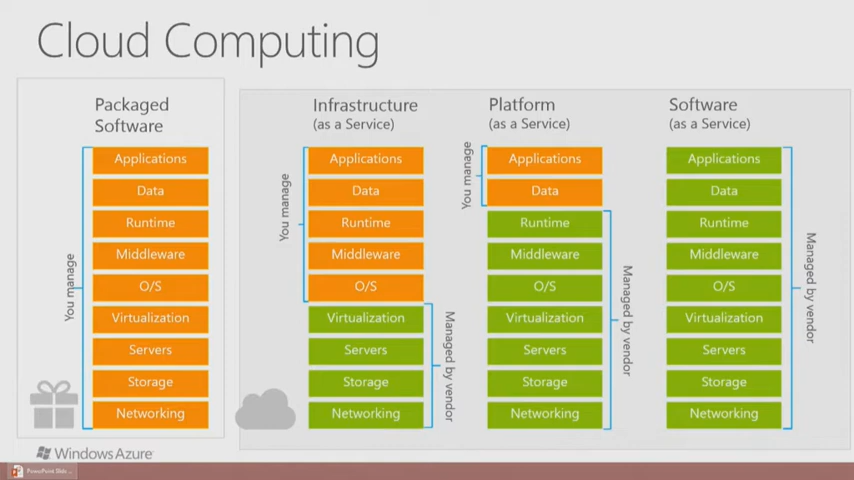 Cloud Computing
Packaged
Software
You manage
Applications
Data
Runtime
Middleware
O/S
Virtualization
Servers
Storage
Networking
Infrastructure
(as a Service)
You manage
Applications
Data
Runtime
Middleware
O/S
Virtualization
Servers
Storage
Networking
Managed by vendor
Platform
(as a Service)
You manage
Applications
Data
Runtime
Middleware
O/S
Virtualization
Servers
Storage
Networking
Managed by vendor
Software
(as a Service)
Applications
Data
Runtime
Middleware
O/S
Virtualization
Servers
Storage
Networking
Managed by vendor
Windows Azure
PowerPoint Slide ...